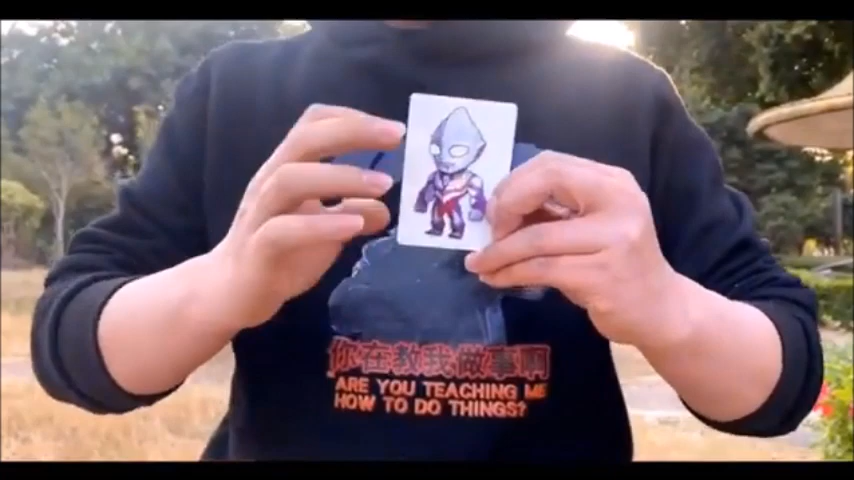 你在教我做事啊
ARE YOU TEACHING ME
HOW TO DO THINGS?